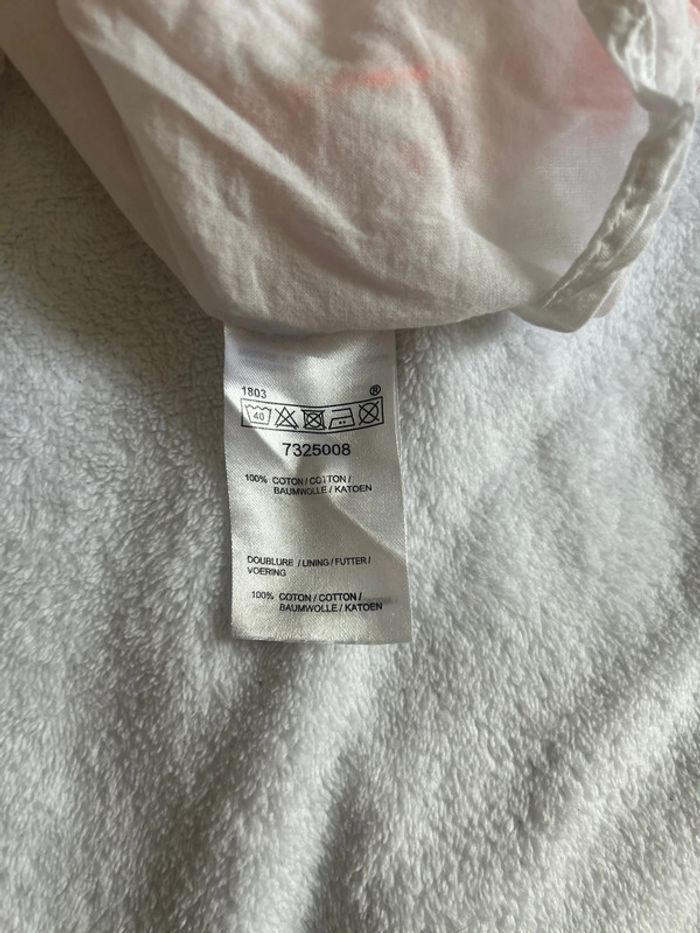 1803 ®
40
7325008
100% COTON / COTTON /
BAUMWOLLE / KATOEN
DOUBLURE / LINING / FUTTER /
VOERING
100% COTON / COTTON /
BAUMWOLLE / KATOEN